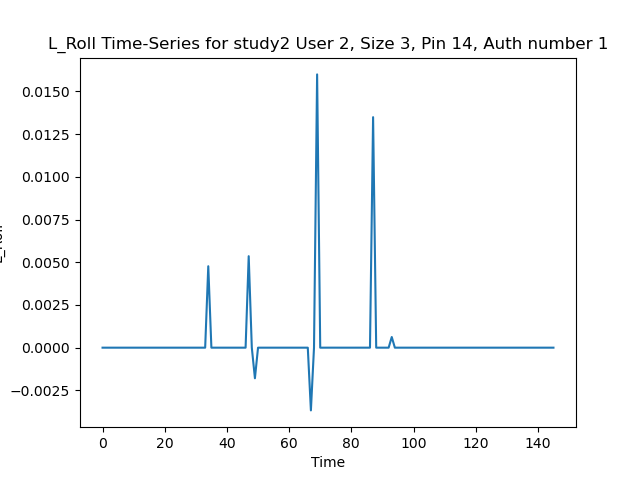 L_Roll Time-Series for study2 User 2, Size 3, Pin 14, Auth number 1
0.0150
0.0125
0.0100
0.0075
0.0050
0.0025
0.0000
−0.0025
L_Roll
0 20 40 60 80 100 120 140
Time